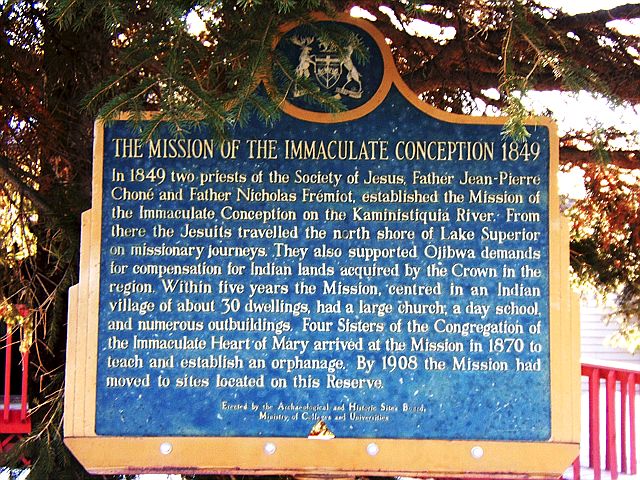 THE MISSION OF THE IMMACULATE CONCEPTION 1849
In 1849 two priests of the Society of Jesus, Father Jean-Pierre
Choné and Father Nicholas Frémiot, established the Mission of
the Immaculate Conception on the Kaministiquia River. From
there the Jesuits travelled the north shore of Lake Superior
on missionary journeys. They also supported Ojibwa demands
for compensation for Indian lands acquired by the Crown in the
region. Within five years the Mission, centred in an Indian
village of about 30 dwellings, had a large church, a day school,
and numerous outbuildings. Four Sisters of the Congregation of
the Immaculate Heart of Mary arrived at the Mission in 1870 to
teach and establish an orphanage. By 1908 the Mission had
moved to sites located on this Reserve.
Erected by the Archaeological and Historic Sites Board,
Ministry of Colleges and Universities